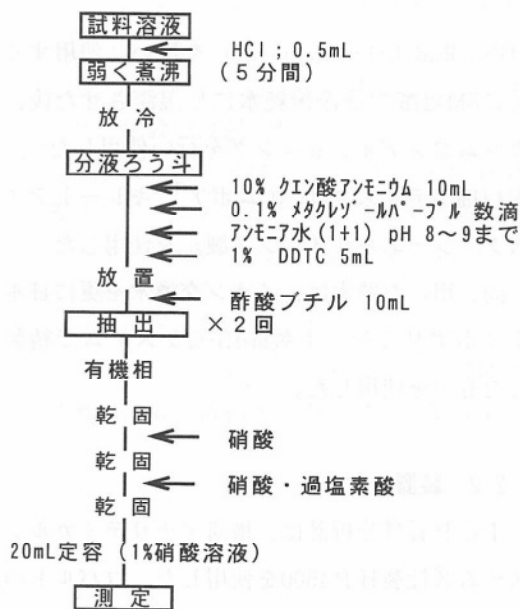 試料溶液
HCl；0.5mL
弱く煮沸 (5分間)
放冷
分液ろう斗
10% クエン酸アンモニウム 10mL
0.1% メタクレゾールパープル 数滴
アンモニア水(1+1) pH 8〜9まで
1% DDTC 5mL
放置
酢酸ブチル 10mL
抽出 ×2回
有機相
乾固
硝酸
乾固
硝酸・過塩素酸
乾固
20mL定容 (1%硝酸溶液)
測定